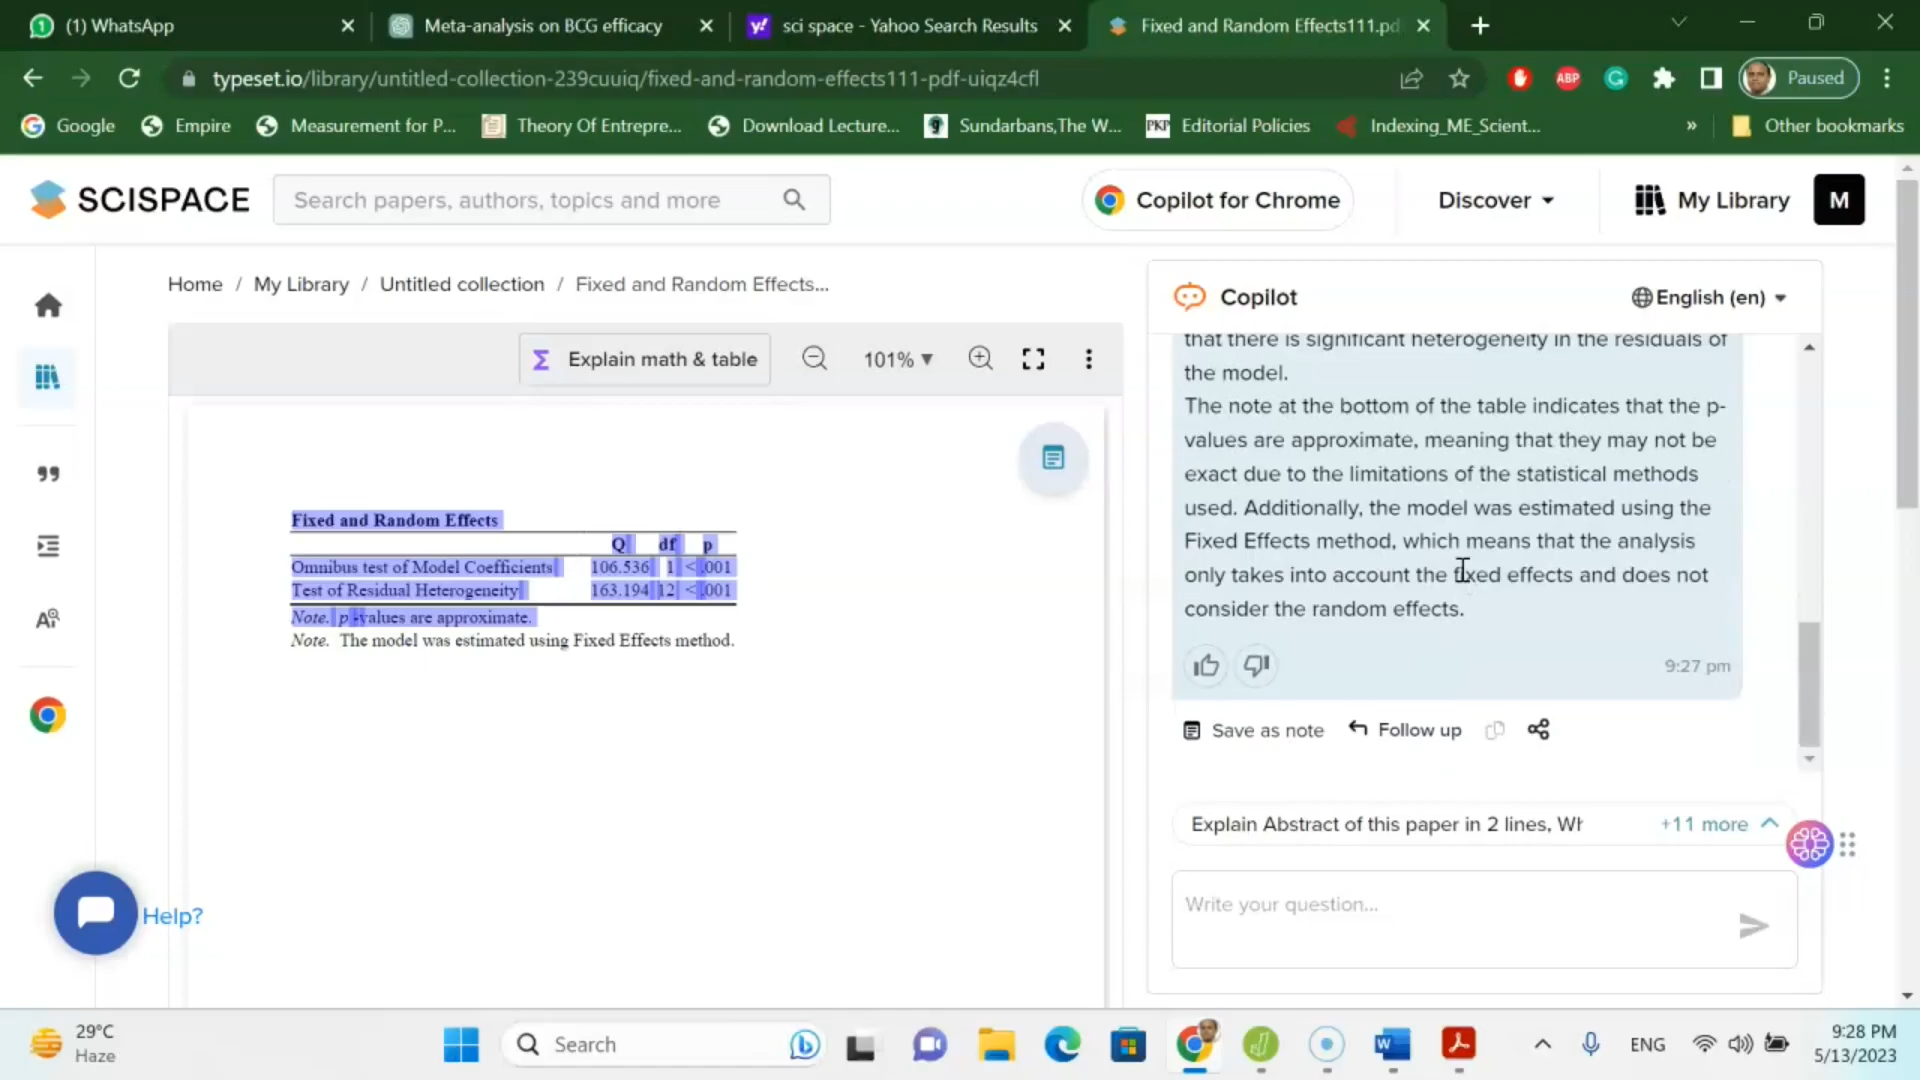 (1) WhatsApp
Meta-analysis on BCG efficacy
sci space - Yahoo Search Results
Fixed and Random Effects111.pd
typeset.io/library/untitled-collection-239cuuiq/fixed-and-random-effects111-pdf-uiqz4cfl
ABP
Paused
Google
Empire
Measurement for P...
Theory Of Entrepre...
Download Lecture...
Sundarbans,The W...
PKP
Editorial Policies
Indexing_ME_Scient...
»
Other bookmarks
SCISPACE
Search papers, authors, topics and more
Copilot for Chrome
Discover
My Library
M
Home / My Library / Untitled collection / Fixed and Random Effects...
Explain math & table
101%
Fixed and Random Effects
Q df p
Omnibus test of Model Coefficients 106.536 1 < .001
Test of Residual Heterogeneity 163.194 12 < .001
Note. p -values are approximate.
Note. The model was estimated using Fixed Effects method.
Copilot
English (en)
that there is significant heterogeneity in the residuals of
the model.
The note at the bottom of the table indicates that the p-
values are approximate, meaning that they may not be
exact due to the limitations of the statistical methods
used. Additionally, the model was estimated using the
Fixed Effects method, which means that the analysis
only takes into account the fixed effects and does not
consider the random effects.
9:27 pm
Save as note
Follow up
Explain Abstract of this paper in 2 lines, Wh
+11 more
Write your question...
Help?
29°C
Haze
Search
ENG
9:28 PM
5/13/2023